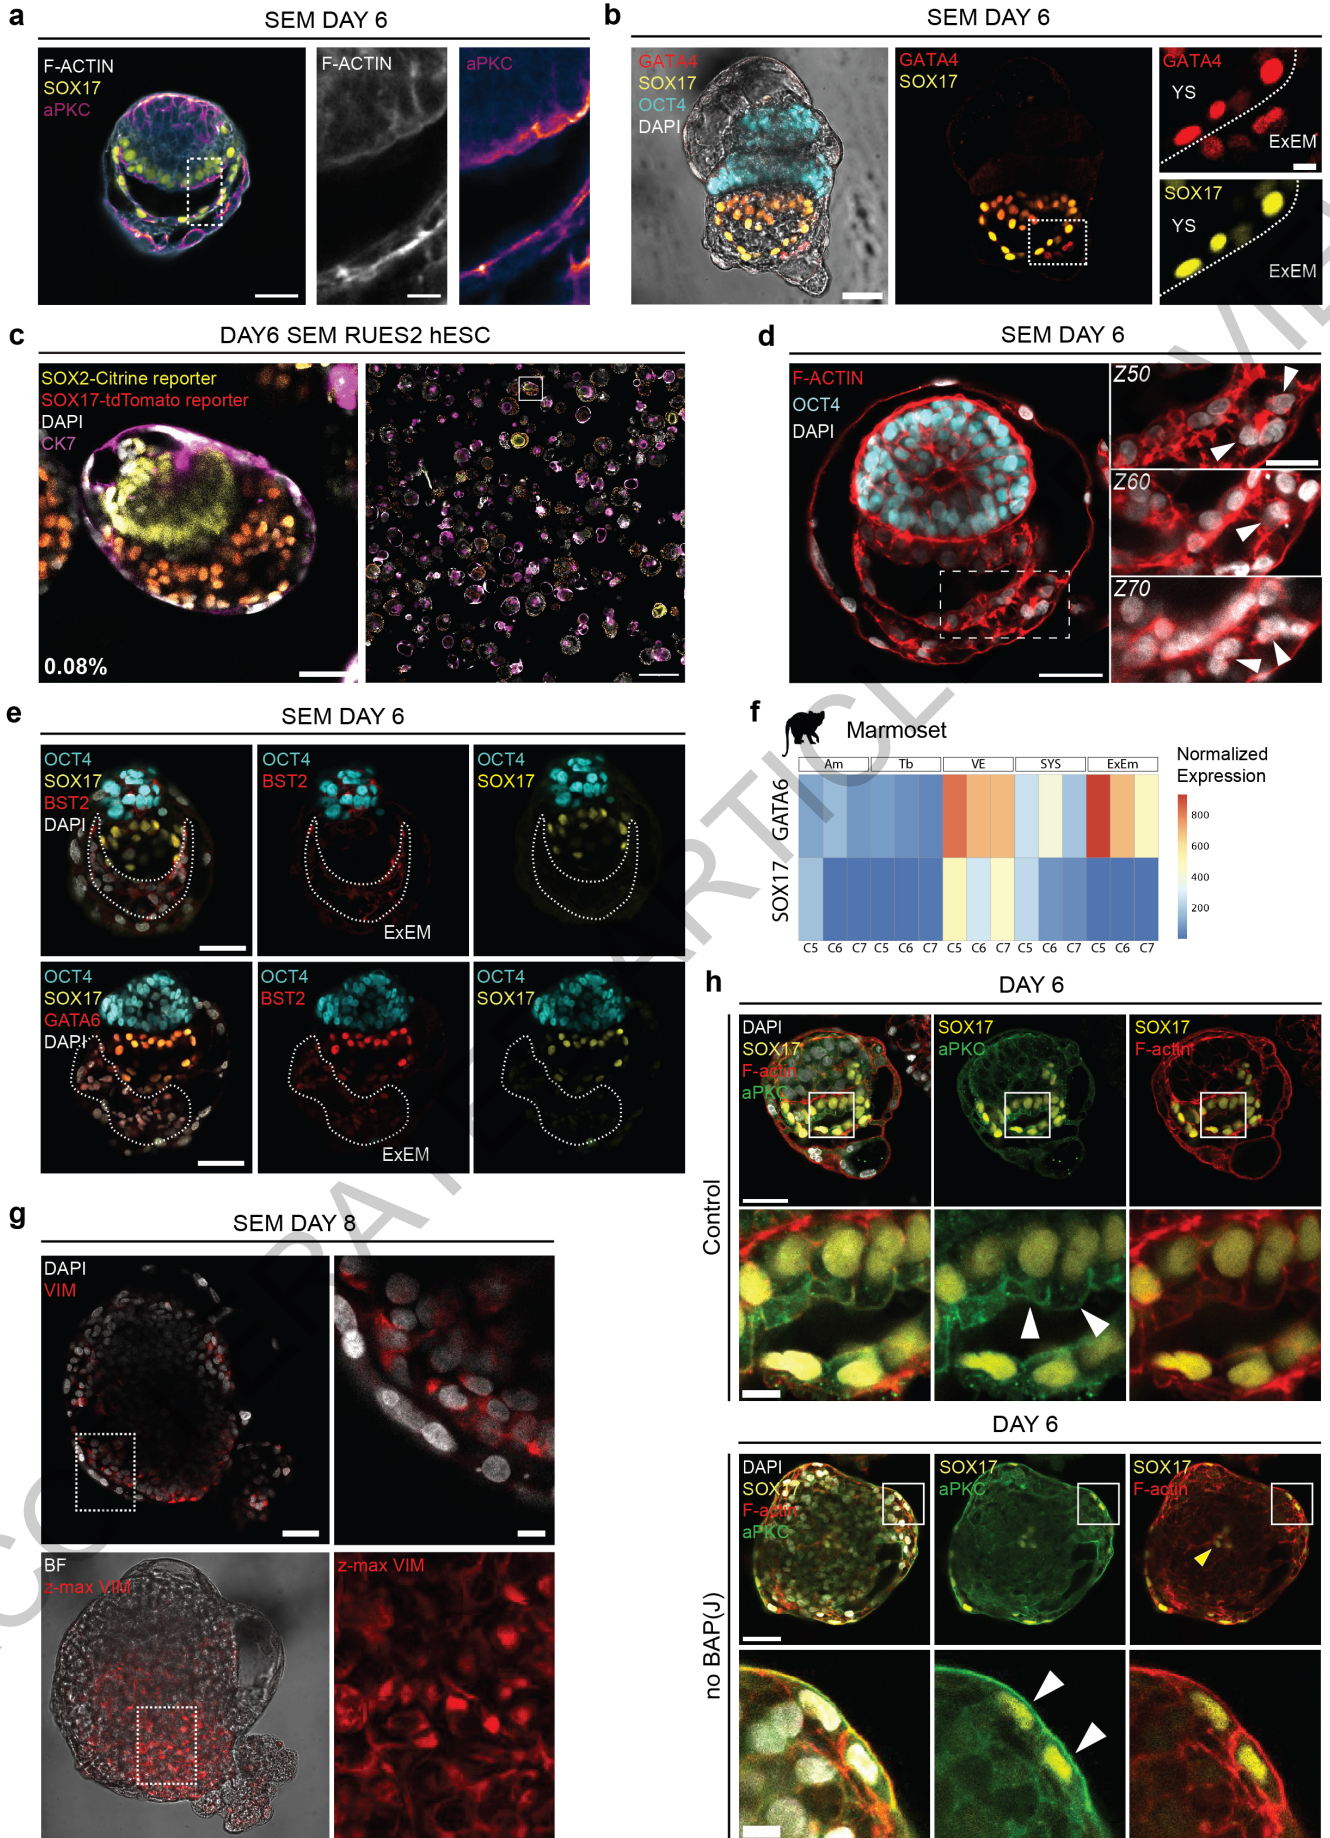 a
SEM DAY 6
F-ACTIN
SOX17
aPKC
F-ACTIN
aPKC
b
SEM DAY 6
GATA4
SOX17
OCT4
DAPI
GATA4
SOX17
GATA4
YS
ExEM
SOX17
YS
ExEM
c
DAY6 SEM RUES2 hESC
SOX2-Citrine reporter
SOX17-tdTomato reporter
DAPI
CK7
0.08%
d
SEM DAY 6
F-ACTIN
OCT4
DAPI
Z50
Z60
Z70
e
SEM DAY 6
OCT4
SOX17
BST2
DAPI
OCT4
BST2
ExEM
OCT4
SOX17
OCT4
SOX17
GATA6
DAPI
OCT4
BST2
ExEM
OCT4
SOX17
f
Marmoset
Am Tb VE SYS ExEm
GATA6
SOX17
C5 C6 C7 C5 C6 C7 C5 C6 C7 C5 C6 C7 C5 C6 C7
Normalized
Expression
800
600
400
200
g
SEM DAY 8
DAPI
VIM
BF
z-max VIM
z-max VIM
h
DAY 6
Control
DAPI
SOX17
F-actin
aPKC
SOX17
aPKC
SOX17
F-actin
DAY 6
no BAP(J)
DAPI
SOX17
F-actin
aPKC
SOX17
aPKC
SOX17
F-actin